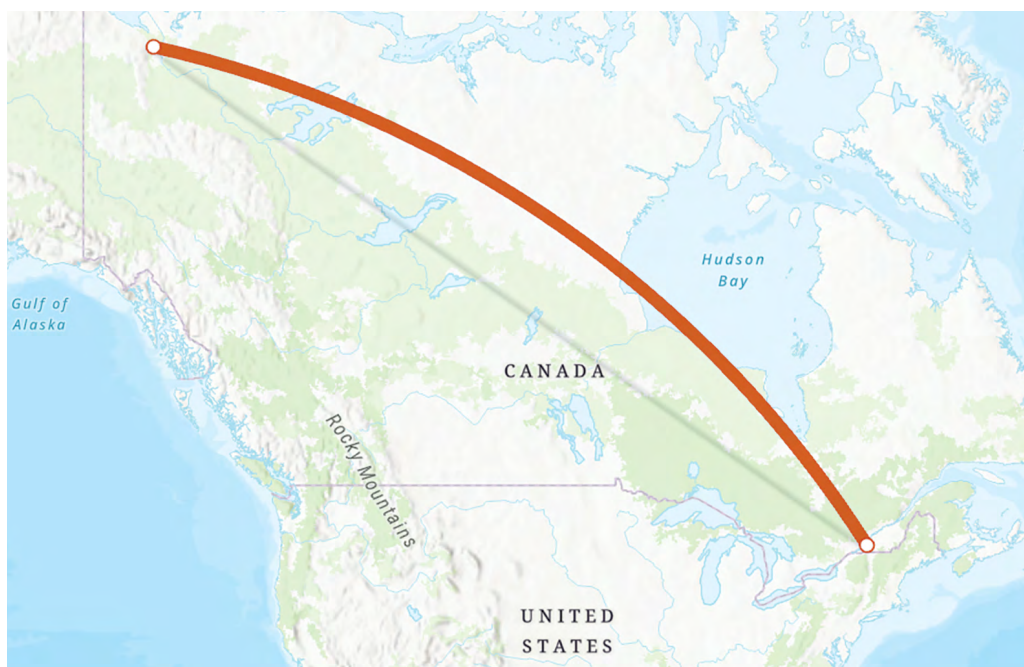 Hudson
Bay
Gulf of
Alaska
CANADA
Rocky Mountains
UNITED
STATES